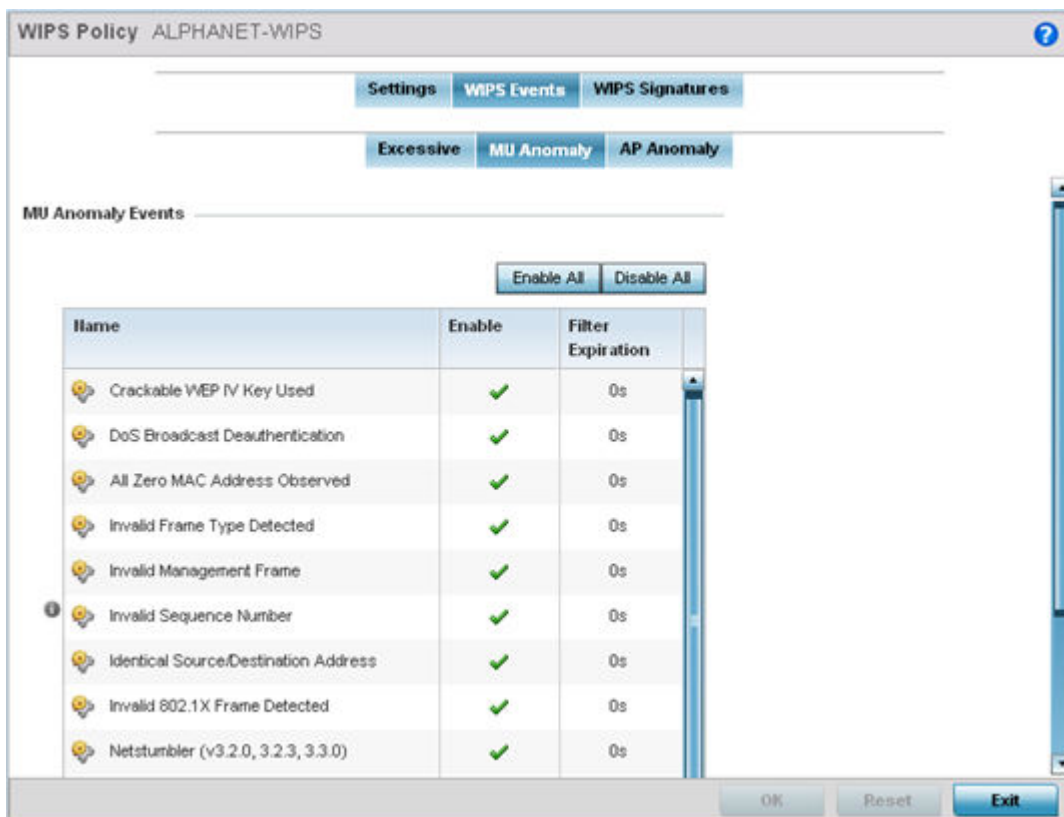 WIPS Policy ALPHANET-WIPS
Settings WIPS Events WIPS Signatures
Excessive MU Anomaly AP Anomaly
MU Anomaly Events
Enable All Disable All
Name Enable Filter Expiration
Crackable WEP IV Key Used 0s
DoS Broadcast Deauthentication 0s
All Zero MAC Address Observed 0s
Invalid Frame Type Detected 0s
Invalid Management Frame 0s
Invalid Sequence Number 0s
Identical Source/Destination Address 0s
Invalid 802.1X Frame Detected 0s
Netstumbler (v3.2.0, 3.2.3, 3.3.0) 0s
OK Reset Exit